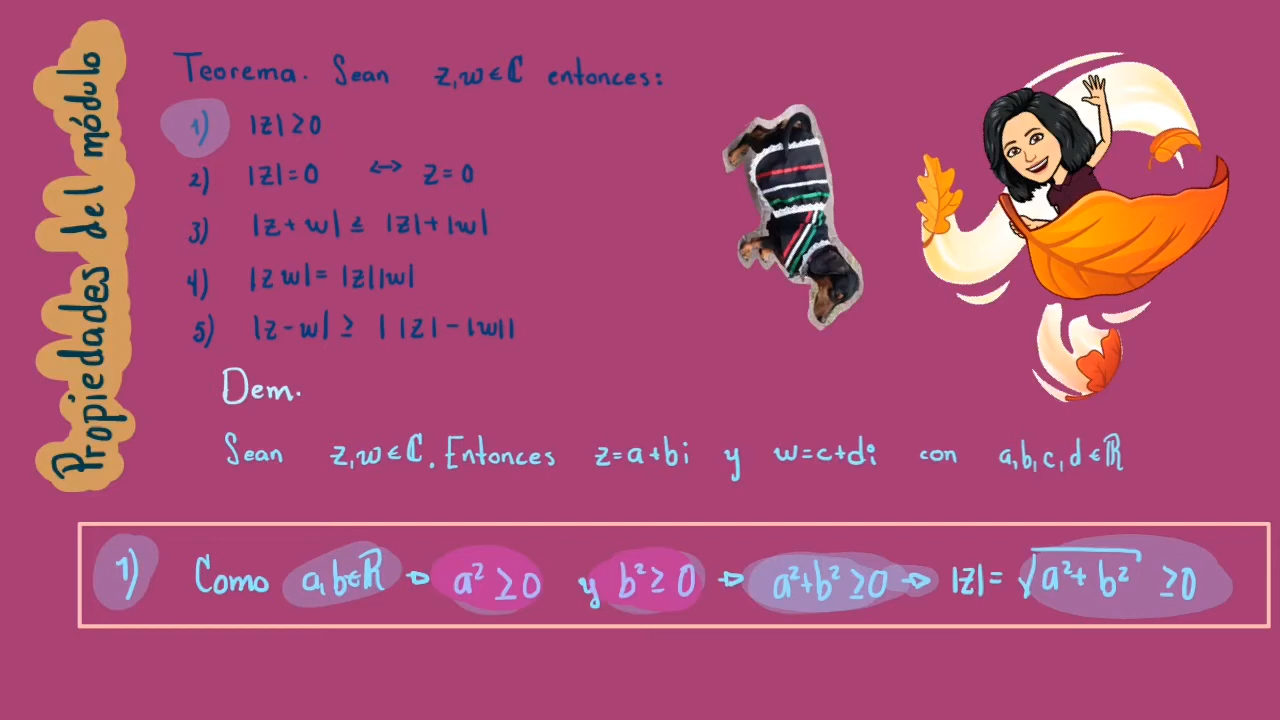 Propiedades del módulo
Teorema. Sean z,w ∈ ℂ entonces:
1) |z| ≥ 0
2) |z| = 0 ↔ z = 0
3) |z + w| ≤ |z| + |w|
4) |z w| = |z||w|
5) |z - w| ≥ | |z| - |w||
Dem.
Sean z,w ∈ ℂ. Entonces z = a + bi y w = c + di con a, b, c, d ∈ ℝ
1) Como a, b ∈ ℝ ⇒ a² ≥ 0 y b² ≥ 0 ⇒ a² + b² ≥ 0 ⇒ |z| = √(a² + b²) ≥ 0